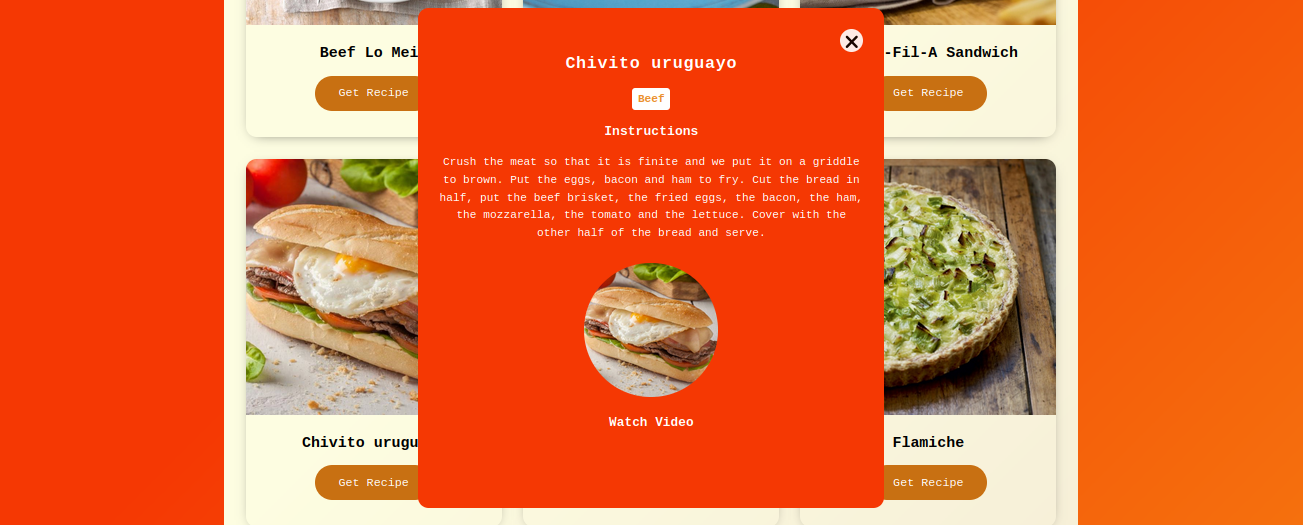 Beef Lo Mei
-Fil-A Sandwich
Get Recipe
Get Recipe
Chivito uruguayo
Beef
Instructions
Crush the meat so that it is finite and we put it on a griddle
to brown. Put the eggs, bacon and ham to fry. Cut the bread in
half, put the beef brisket, the fried eggs, the bacon, the ham,
the mozzarella, the tomato and the lettuce. Cover with the
other half of the bread and serve.
Watch Video
Chivito urugu
Flamiche
Get Recipe
Get Recipe